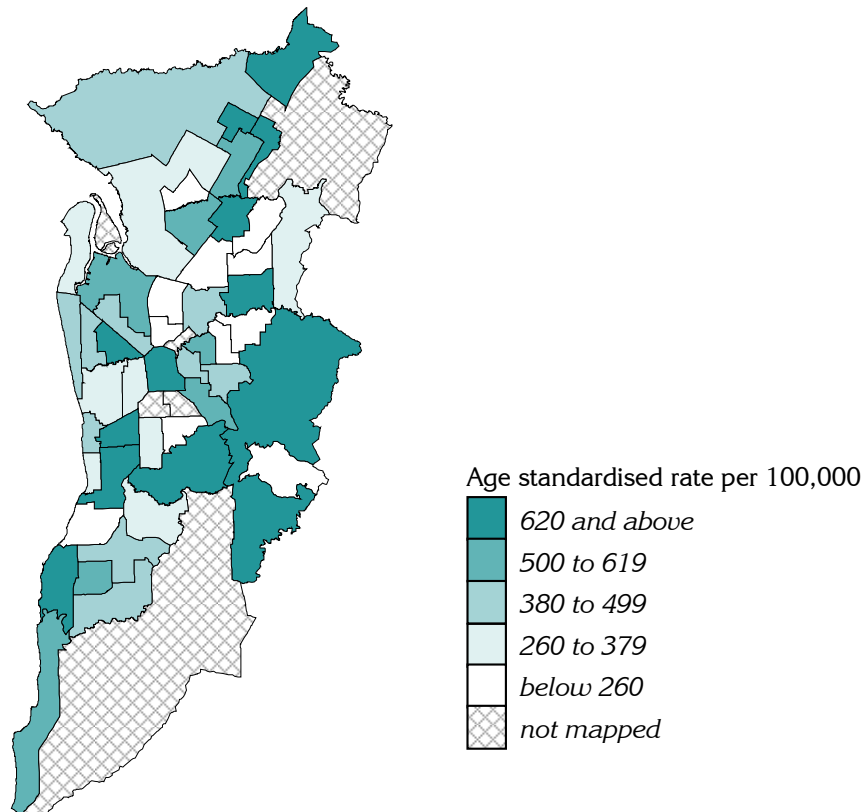 Age standardised rate per 100,000
620 and above
500 to 619
380 to 499
260 to 379
below 260
not mapped